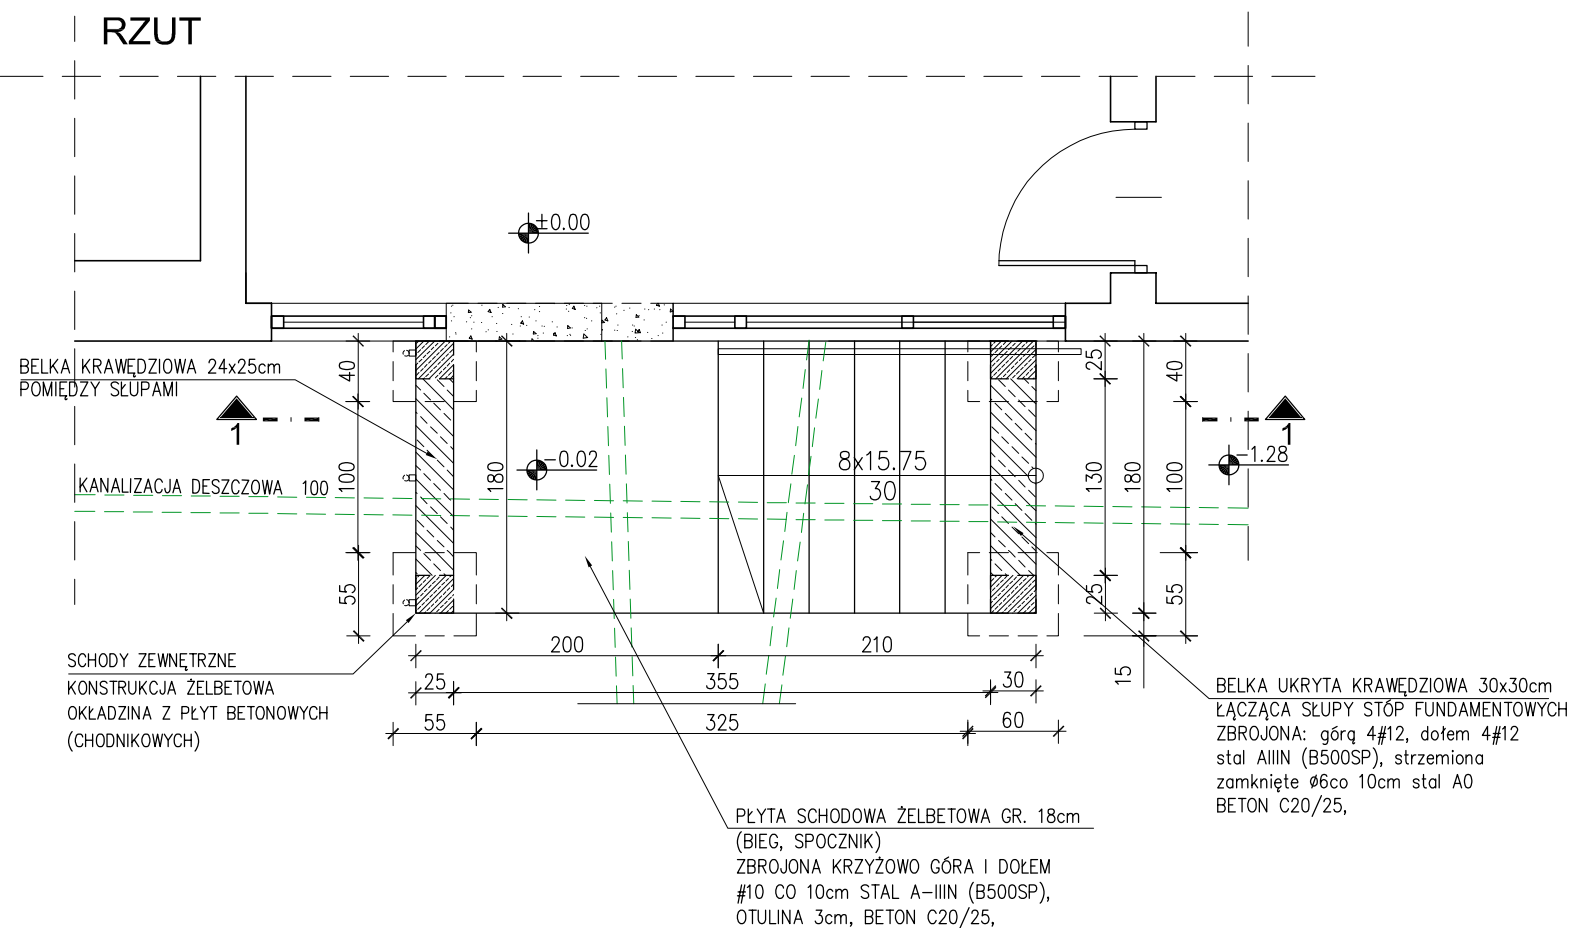 RZUT
±0.00
BELKA KRAWĘDZIOWA 24x25cm
POMIĘDZY SŁUPAMI
40
25
40
1
1
-0.02
8x15.75
30
-1.28
KANALIZACJA DESZCZOWA 100
100
180
130
180
100
55
25
55
15
SCHODY ZEWNĘTRZNE
KONSTRUKCJA ŻELBETOWA
OKŁADZINA Z PŁYT BETONOWYCH
(CHODNIKOWYCH)
200
210
25
355
30
55
325
60
BELKA UKRYTA KRAWĘDZIOWA 30x30cm
ŁĄCZĄCA SŁUPY STÓP FUNDAMENTOWYCH
ZBROJONA: górą 4#12, dołem 4#12
stal AIIIN (B500SP), strzemiona
zamknięte Ø6co 10cm stal A0
BETON C20/25,
PŁYTA SCHODOWA ŻELBETOWA GR. 18cm
(BIEG, SPOCZNIK)
ZBROJONA KRZYŻOWO GÓRA I DOŁEM
#10 CO 10cm STAL A-IIIN (B500SP),
OTULINA 3cm, BETON C20/25,